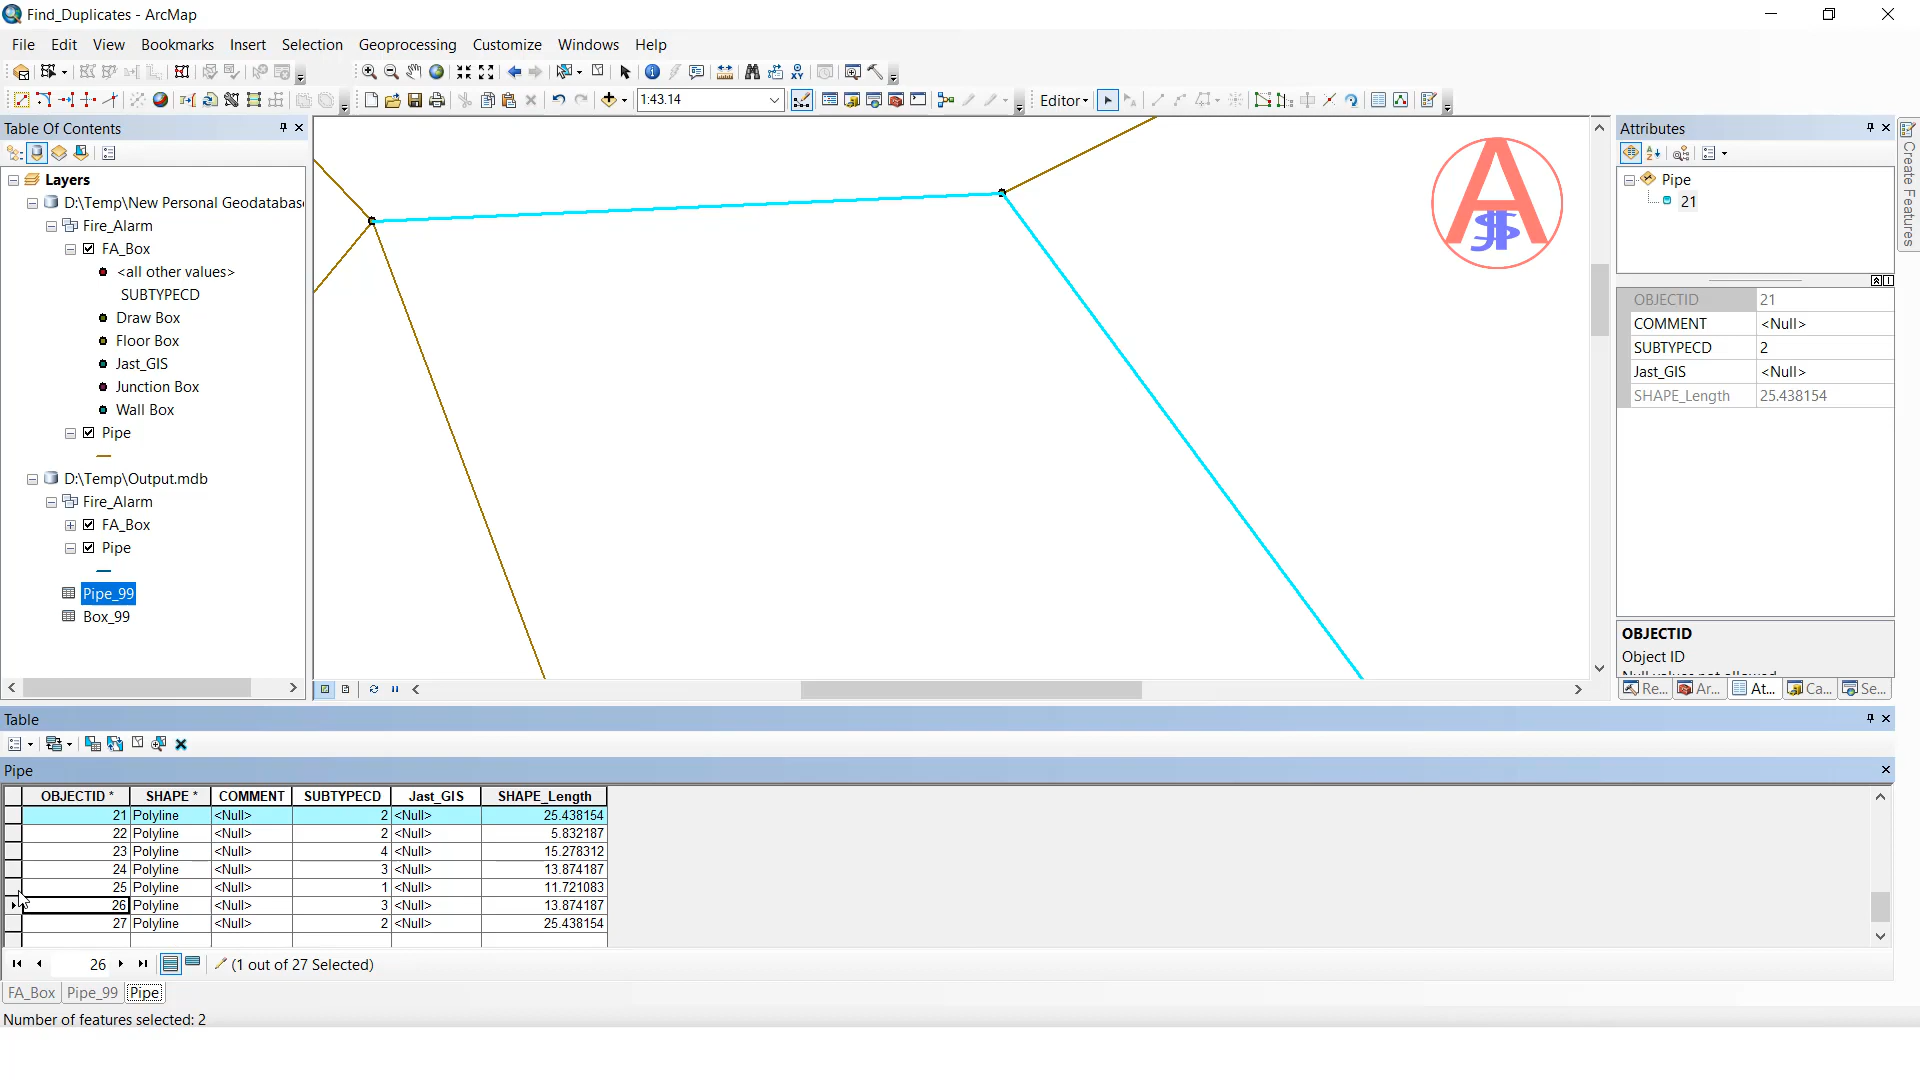 Find_Duplicates - ArcMap
File Edit View Bookmarks Insert Selection Geoprocessing Customize Windows Help
1:43.14
Editor
Table Of Contents
Layers
D:\Temp\New Personal Geodatabas
Fire_Alarm
FA_Box
<all other values>
SUBTYPECD
Draw Box
Floor Box
Jast_GIS
Junction Box
Wall Box
Pipe
D:\Temp\Output.mdb
Fire_Alarm
FA_Box
Pipe
Pipe_99
Box_99
Attributes
Pipe
21
OBJECTID 21
COMMENT <Null>
SUBTYPECD 2
Jast_GIS <Null>
SHAPE_Length 25.438154
OBJECTID
Object ID
Re... Ar... At... Ca... Se...
Create Features
Table
Pipe
OBJECTID * SHAPE * COMMENT SUBTYPECD Jast_GIS SHAPE_Length
21 Polyline <Null> 2 <Null> 25.438154
22 Polyline <Null> 2 <Null> 5.832187
23 Polyline <Null> 4 <Null> 15.278312
24 Polyline <Null> 3 <Null> 13.874187
25 Polyline <Null> 1 <Null> 11.721083
26 Polyline <Null> 3 <Null> 13.874187
27 Polyline <Null> 2 <Null> 25.438154
26 (1 out of 27 Selected)
FA_Box Pipe_99 Pipe
Number of features selected: 2